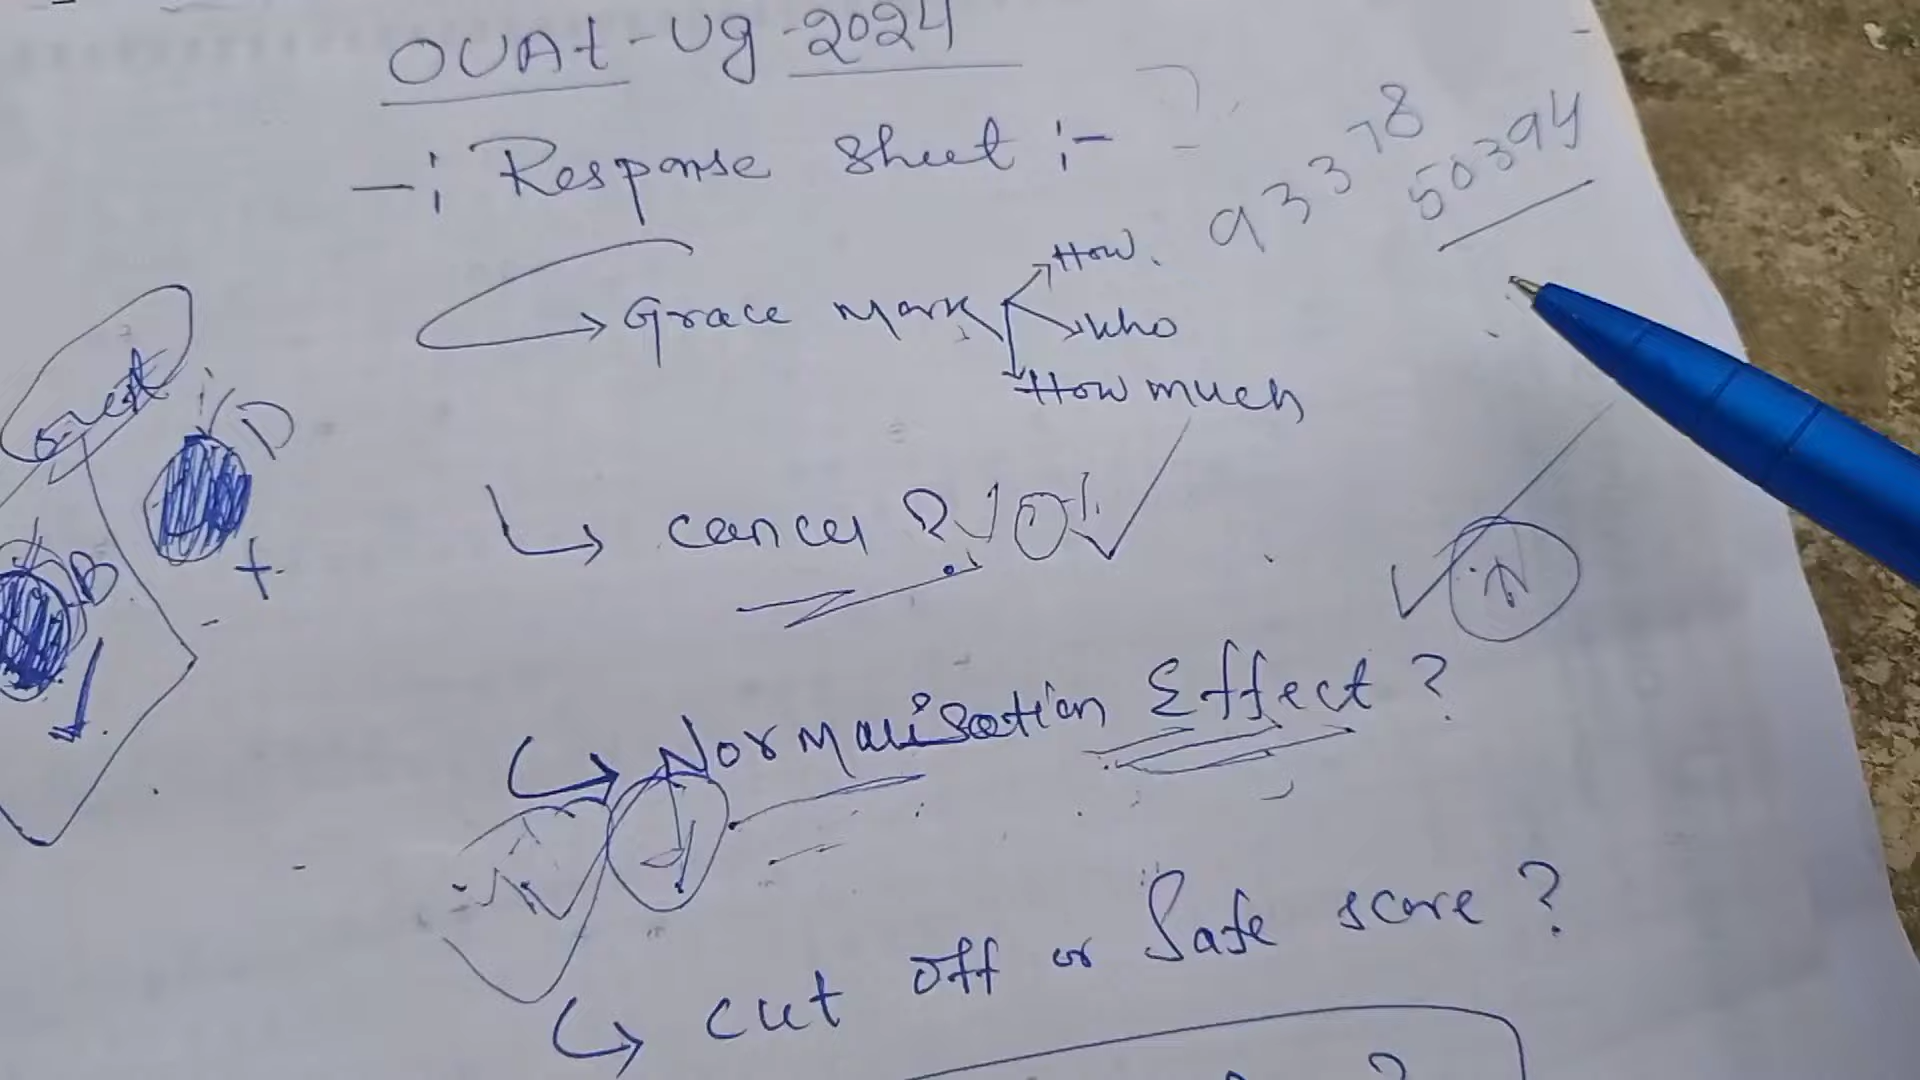 OUAt-Ug-2024
-: Response Sheet :-
93378
50394
Grace Mark
How.
who
How much
D
cancel ? 0%
B
Normalisation Effect?
cut off or Safe score?
?